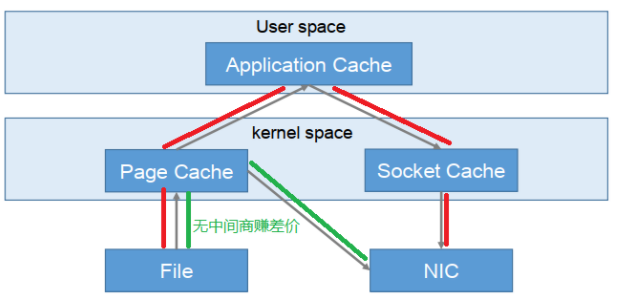 User space
Application Cache
kernel space
Page Cache
Socket Cache
无中间商赚差价
File
NIC